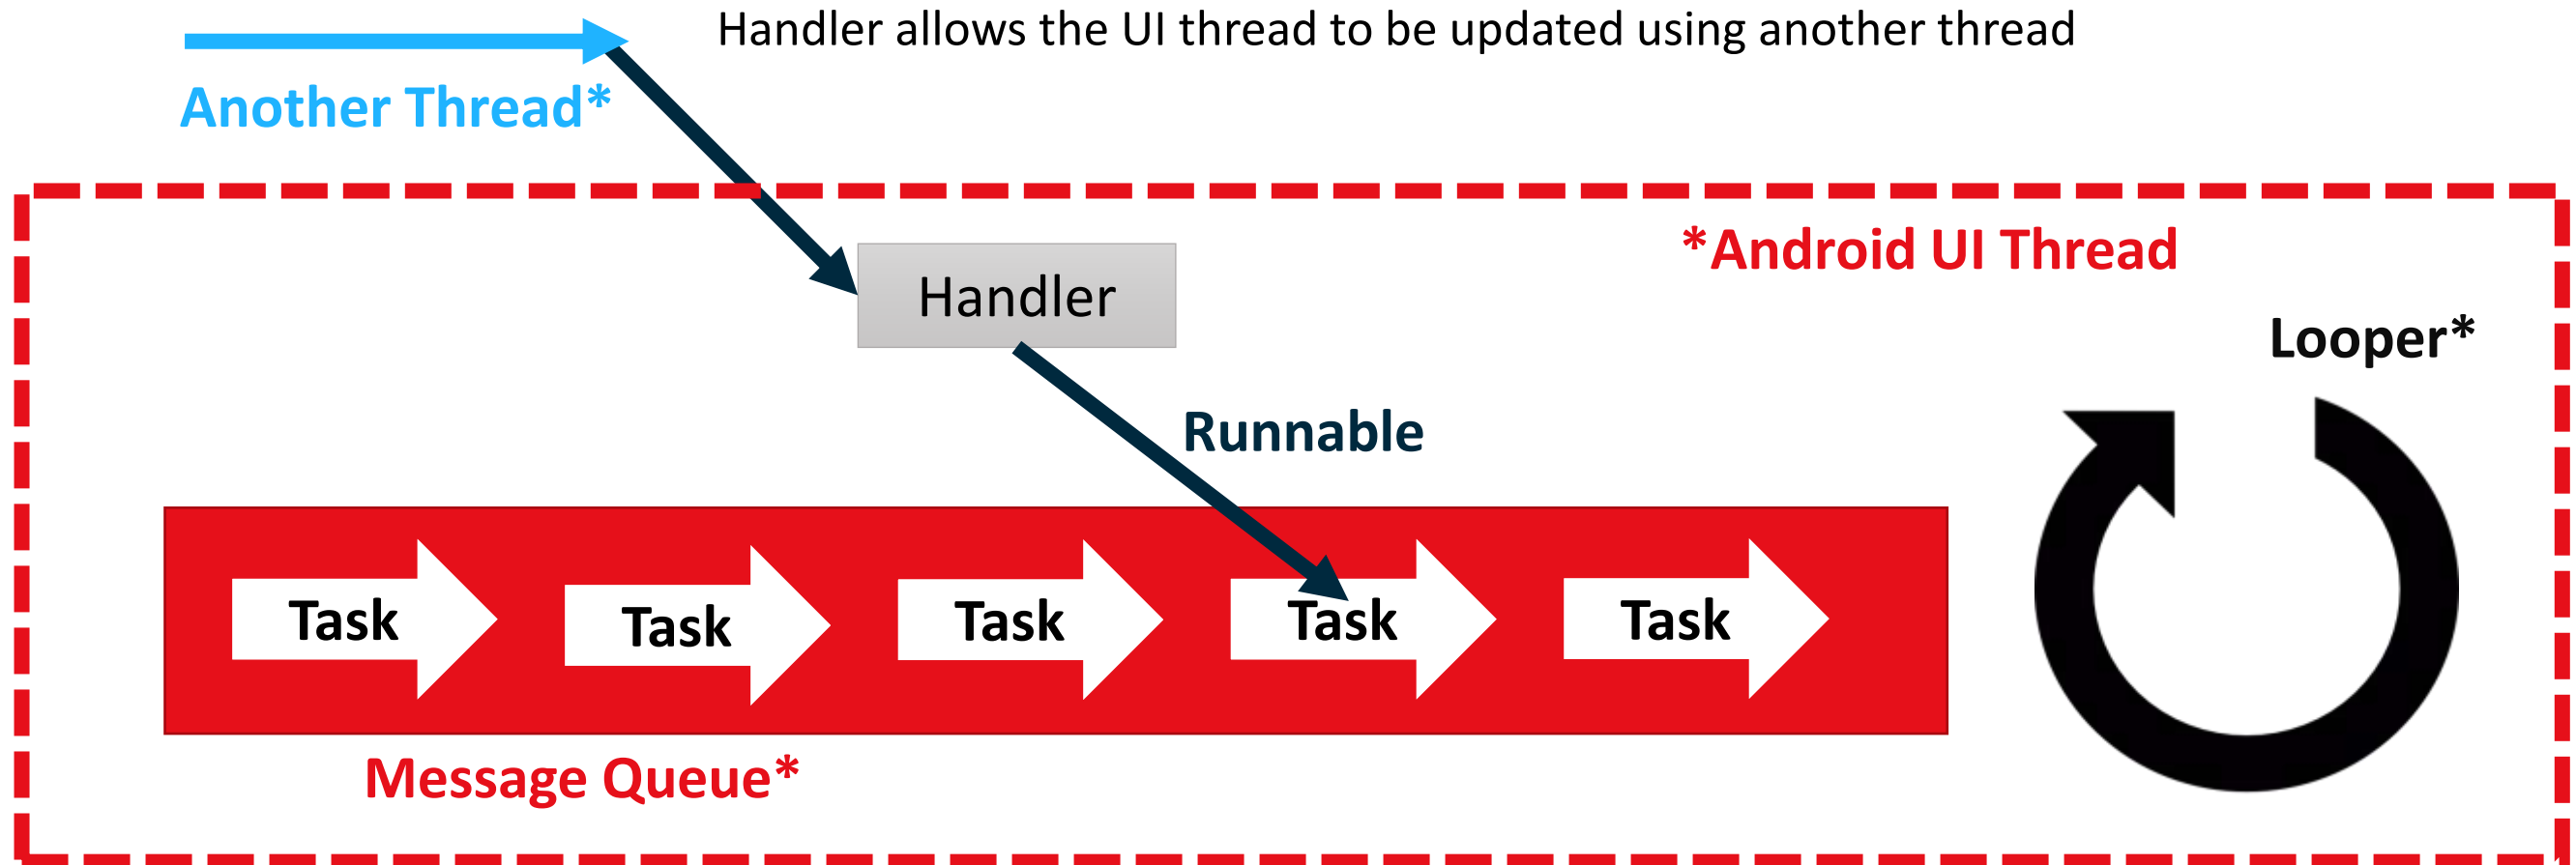 Handler allows the UI thread to be updated using another thread
Another Thread*
*Android UI Thread
Handler
Looper*
Runnable
Task
Task
Task
Task
Task
Message Queue*